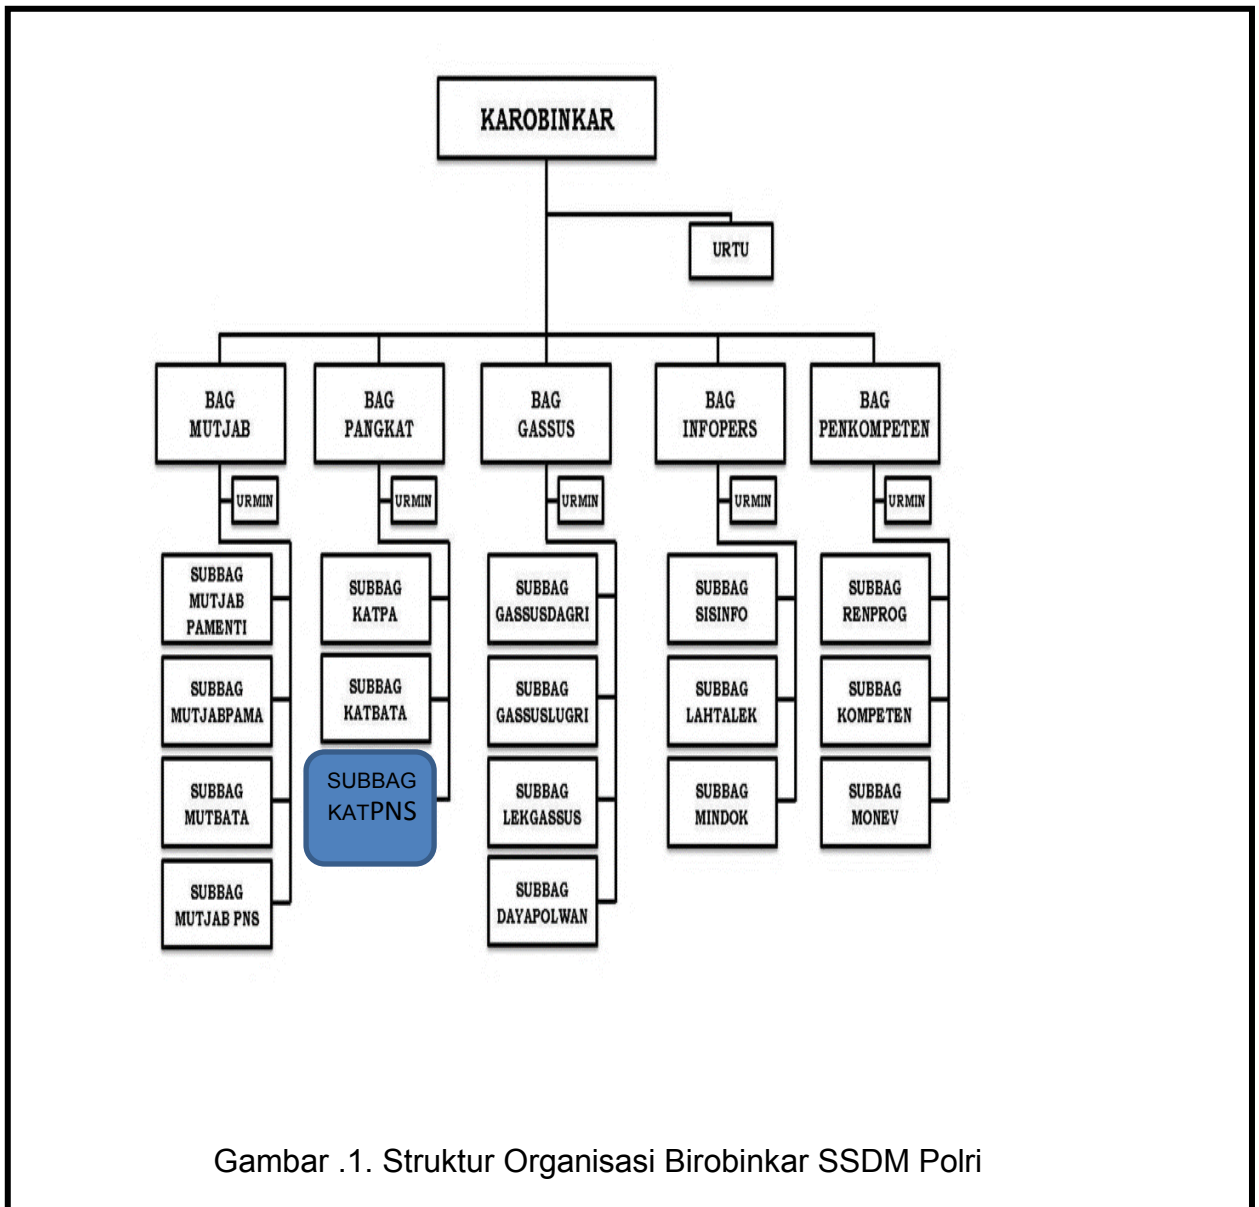 KAROBINKAR
URTU
BAG
MUTJAB
BAG
PANGKAT
BAG
GASSUS
BAG
INFOPERS
BAG
PENKOMPETEN
URMIN
URMIN
URMIN
URMIN
URMIN
SUBBAG
MUTJAB
PAMENTI
SUBBAG
KATPA
SUBBAG
GASSUSDAGRI
SUBBAG
SISINFO
SUBBAG
RENPROG
SUBBAG
MUTJABPAMA
SUBBAG
KATBATA
SUBBAG
GASSUSLUGRI
SUBBAG
LAHTALEK
SUBBAG
KOMPETEN
SUBBAG
MUTBATA
SUBBAG
KATPNS
SUBBAG
LEKGASSUS
SUBBAG
MINDOK
SUBBAG
MONEV
SUBBAG
MUTJAB PNS
SUBBAG
DAYAPOLWAN
Gambar .1. Struktur Organisasi Birobinkar SSDM Polri